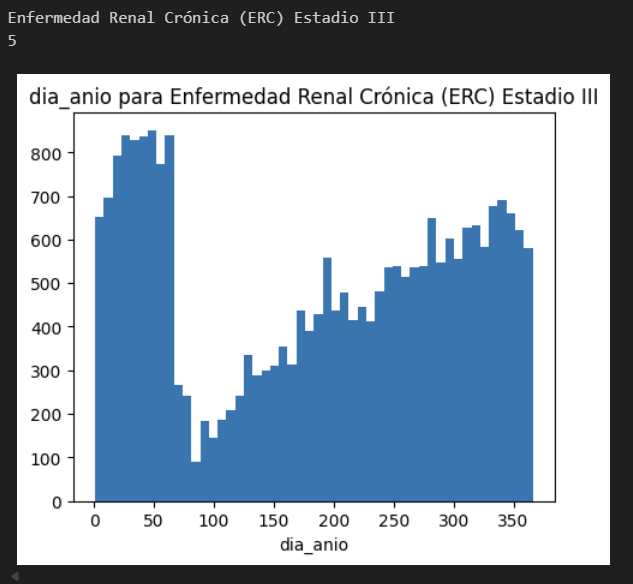 Enfermedad Renal Crónica (ERC) Estadio III
5
dia_anio para Enfermedad Renal Crónica (ERC) Estadio III
800
700
600
500
400
300
200
100
0
0 50 100 150 200 250 300 350
dia_anio